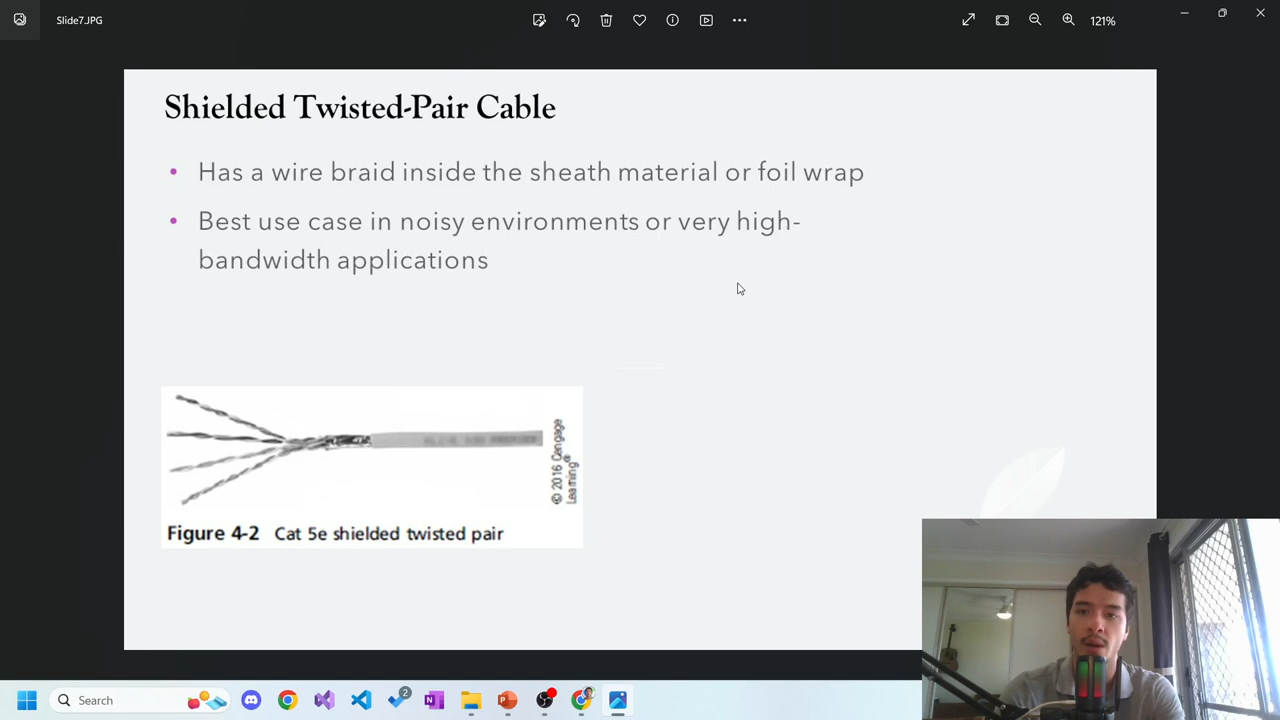 Slide7.JPG
121%
Shielded Twisted-Pair Cable
• Has a wire braid inside the sheath material or foil wrap
• Best use case in noisy environments or very high-
bandwidth applications
© 2016 Cengage
Learning®
Figure 4-2 Cat 5e shielded twisted pair
Search
2